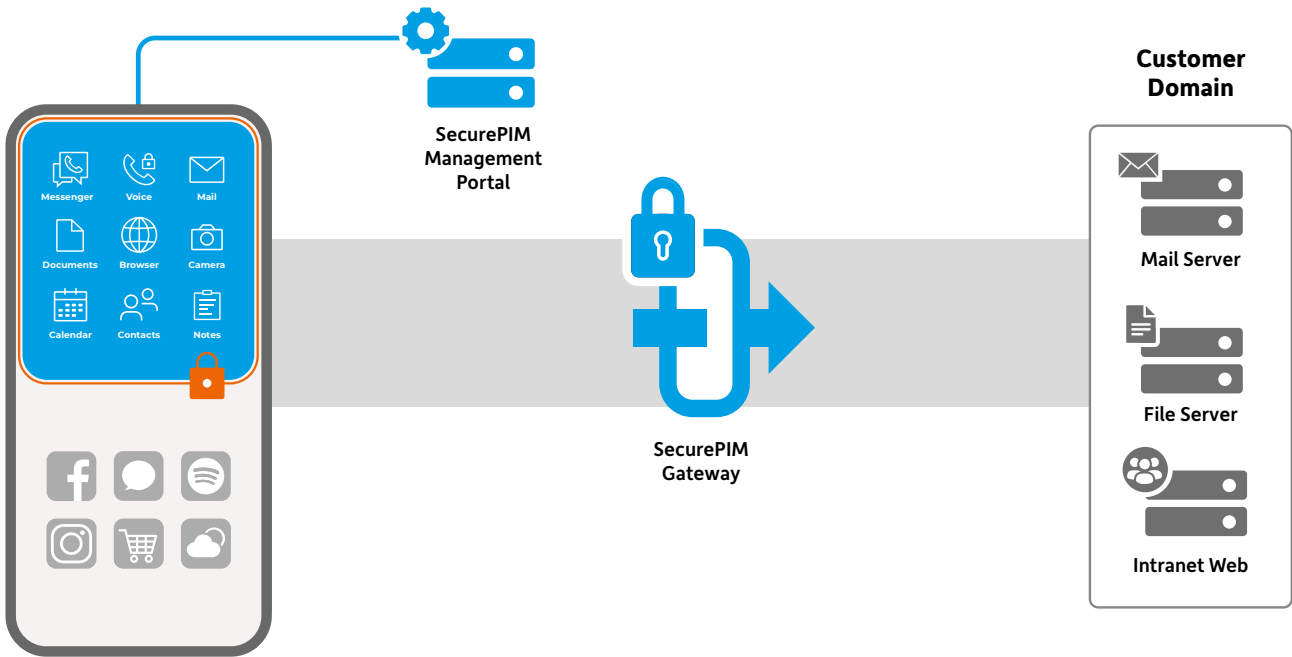 SecurePIM
Management
Portal
Customer
Domain
Messenger
Voice
Mail
Documents
Browser
Camera
Calendar
Contacts
Notes
SecurePIM
Gateway
Mail Server
File Server
Intranet Web